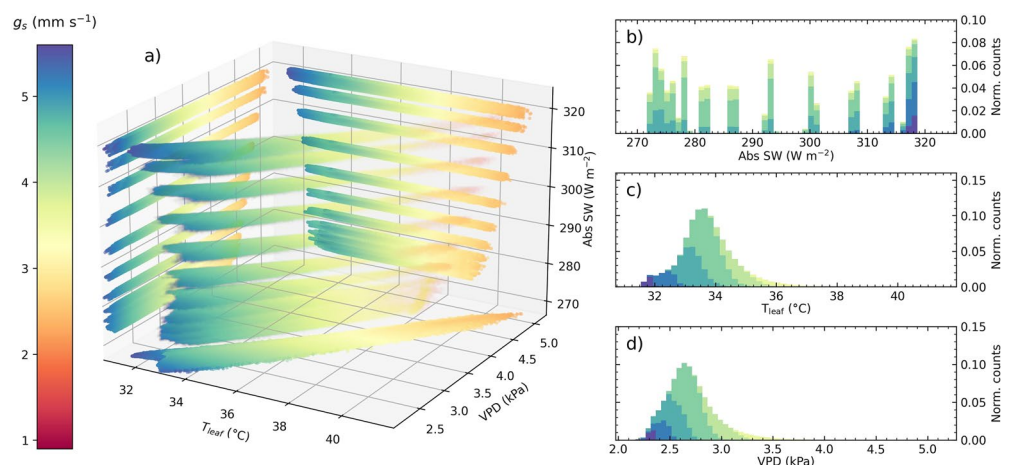 g_s (mm s⁻¹)
5
4
3
2
1
a)
320
310
300
290
280
270
Abs SW (W m⁻²)
5.0
4.5
4.0
3.5
3.0
2.5
VPD (kPa)
32
34
36
38
40
T_leaf (°C)
b)
0.10
0.08
0.06
0.04
0.02
0.00
Norm. counts
270 280 290 300 310 320
Abs SW (W m⁻²)
c)
0.15
0.10
0.05
0.00
Norm. counts
32 34 36 38 40
T_leaf (°C)
d)
0.15
0.10
0.05
0.00
Norm. counts
2.0 2.5 3.0 3.5 4.0 4.5 5.0
VPD (kPa)